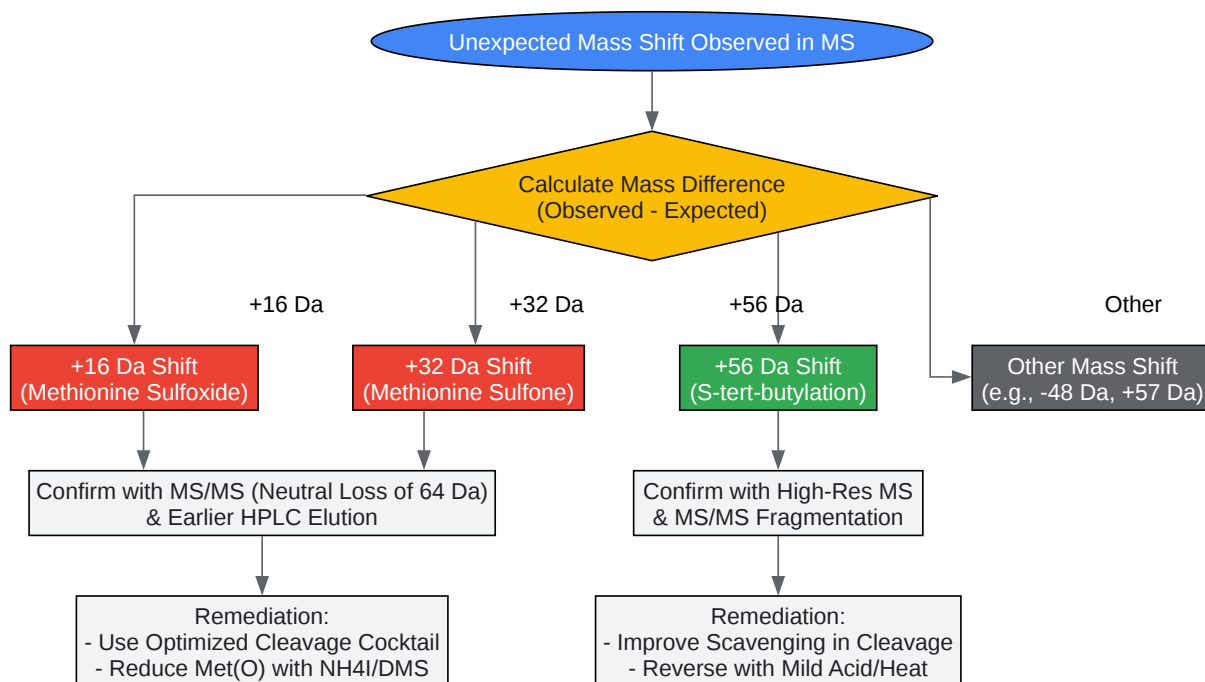 Unexpected Mass Shift Observed in MS
Calculate Mass Difference
(Observed - Expected)
+16 Da
+32 Da
+56 Da
Other
+16 Da Shift
(Methionine Sulfoxide)
+32 Da Shift
(Methionine Sulfone)
+56 Da Shift
(S-tert-butylation)
Other Mass Shift
(e.g., -48 Da, +57 Da)
Confirm with MS/MS (Neutral Loss of 64 Da)
& Earlier HPLC Elution
Confirm with High-Res MS
& MS/MS Fragmentation
Remediation:
- Use Optimized Cleavage Cocktail
- Reduce Met(O) with NH4I/DMS
Remediation:
- Improve Scavenging in Cleavage
- Reverse with Mild Acid/Heat